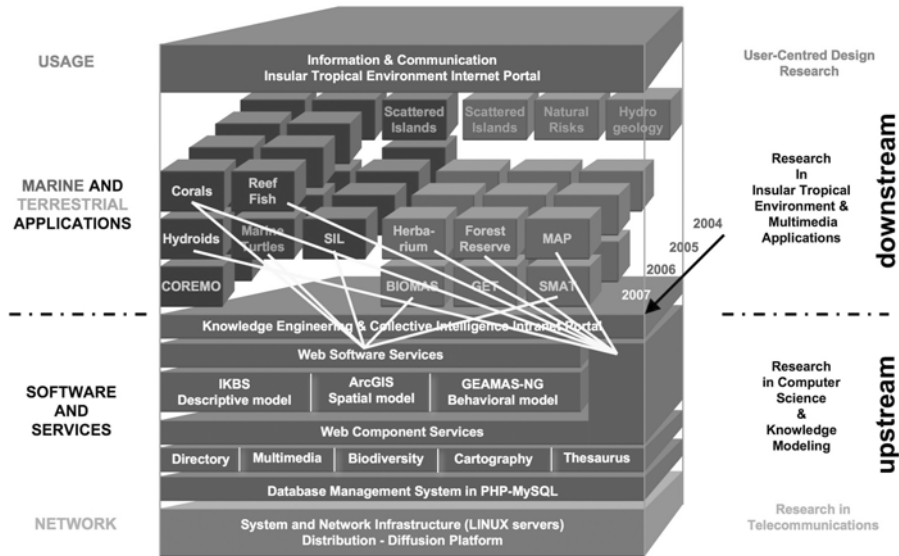 USAGE
Information & Communication
Insular Tropical Environment Internet Portal
User-Centred Design
Research
Scattered
Islands
Scattered
Islands
Natural
Risks
Hydro
geology
MARINE AND
TERRESTRIAL
APPLICATIONS
Corals
Reef
Fish
Hydroids
Marine
Turtles
SIL
Herba-
rium
Forest
Reserve
MAP
COREMO
BIOMAS
GET
SMAT
2004
2005
2006
2007
Research
In
Insular Tropical
Environment &
Multimedia
Applications
downstream
Knowledge Engineering & Collective Intelligence Intranet Portal
Web Software Services
SOFTWARE
AND
SERVICES
IKBS
Descriptive model
ArcGIS
Spatial model
GEAMAS-NG
Behavioral model
Web Component Services
Directory
Multimedia
Biodiversity
Cartography
Thesaurus
Database Management System in PHP-MySQL
Research
in Computer
Science
&
Knowledge
Modeling
upstream
NETWORK
System and Network Infrastructure (LINUX servers)
Distribution - Diffusion Platform
Research in
Telecommunications